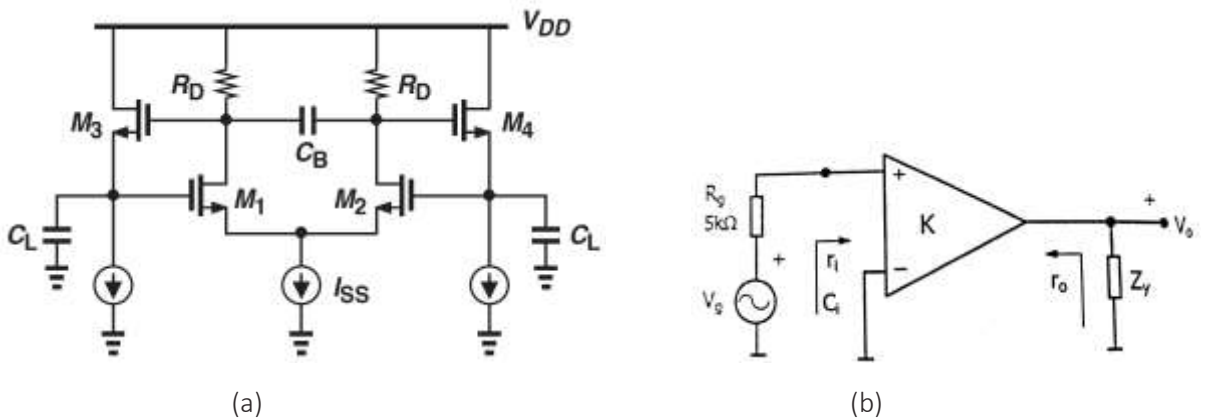 V_DD
R_D R_D
M_3 M_4
C_B
M_1 M_2
C_L C_L
I_SS
(a)
R_g
5kΩ
+
V_g
r_i
C_i
+
K
−
r_o
Z_y
+
V_o
(b)